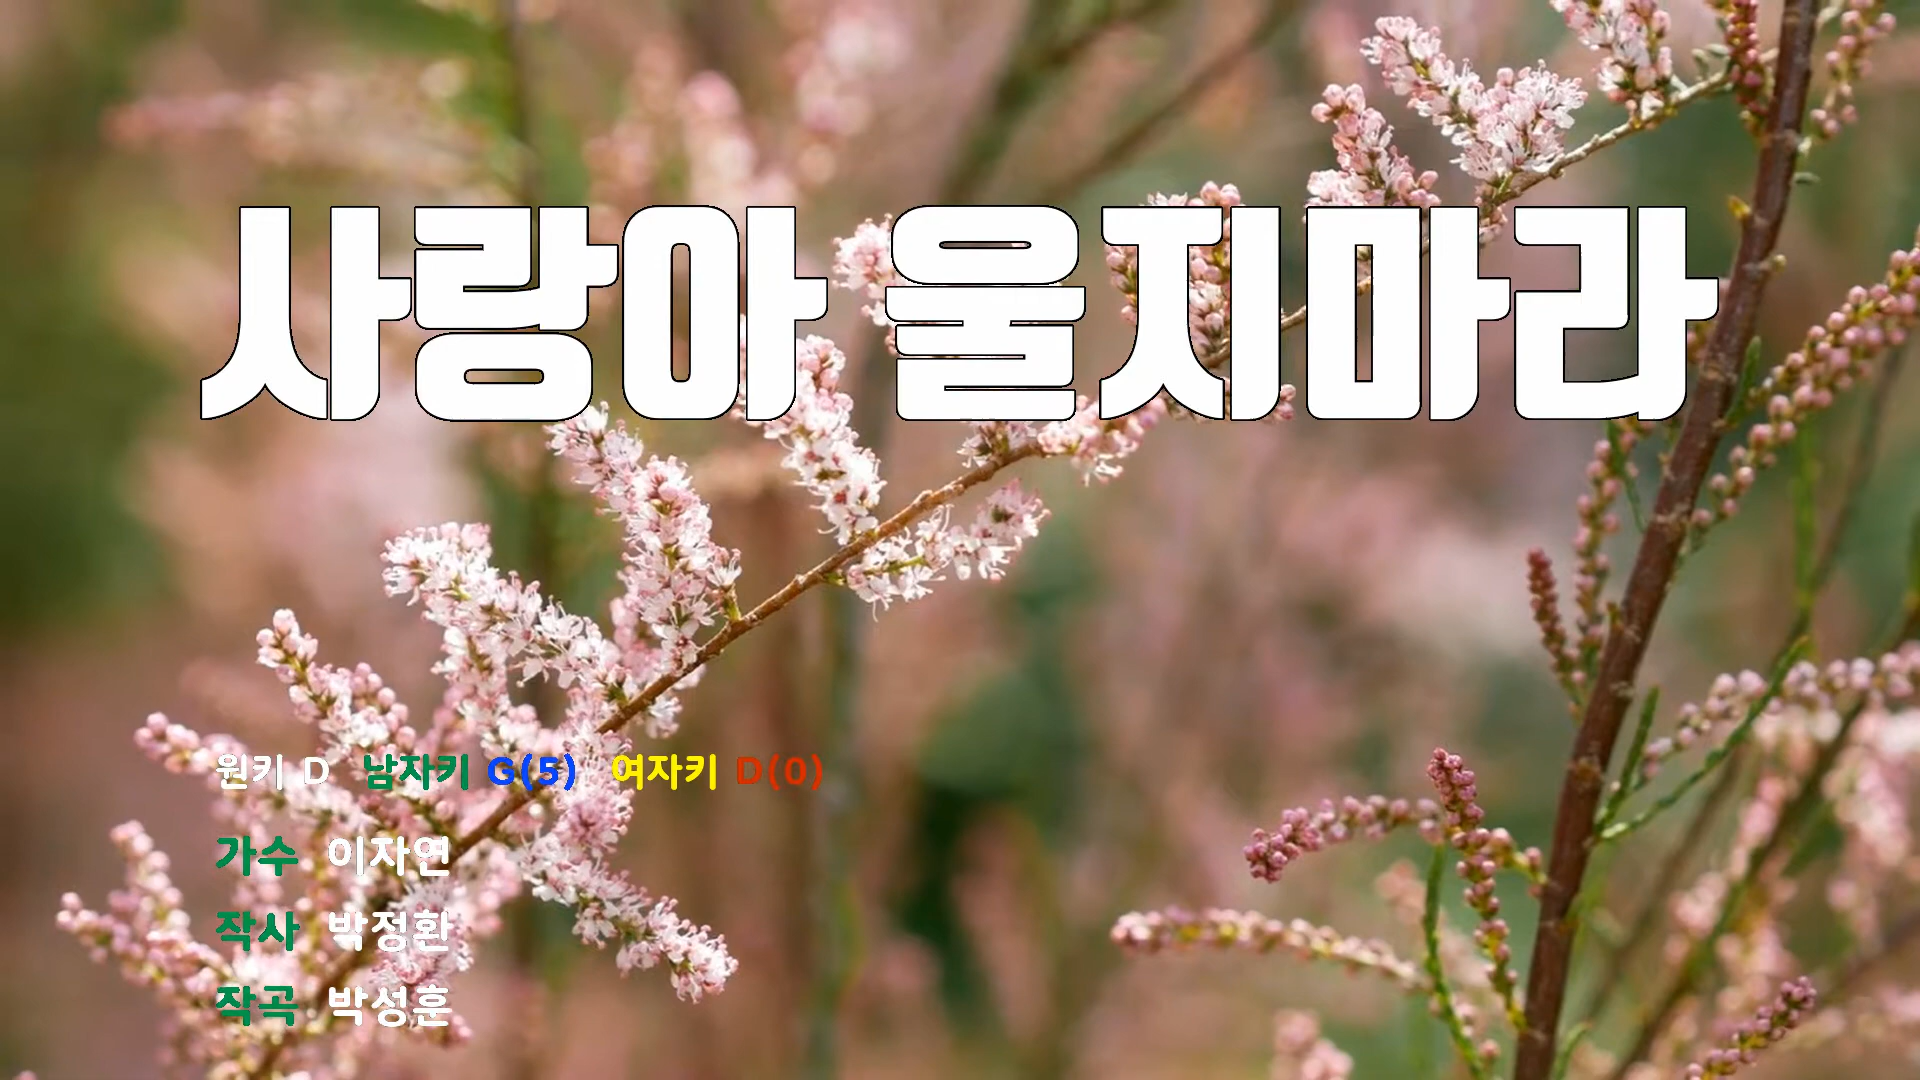 사랑아 울지마라
원키 D 남자키 G(5) 여자키 D(0)
가수 이자연
작사 박정환
작곡 박성훈